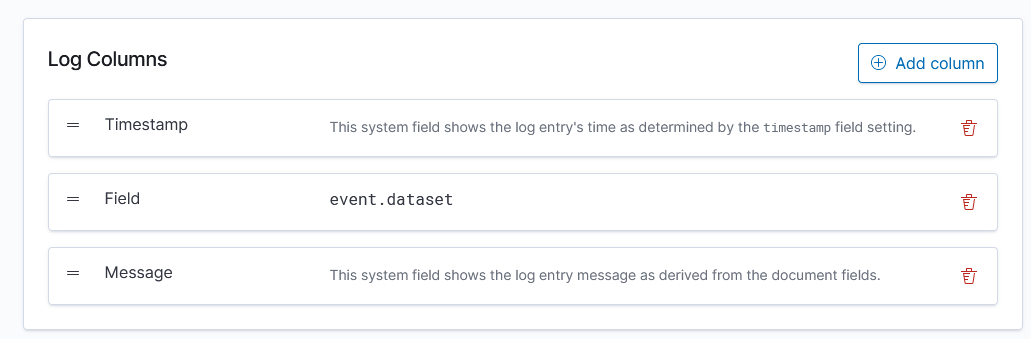 Log Columns
Add column
Timestamp
This system field shows the log entry's time as determined by the timestamp field setting.
Field
event.dataset
Message
This system field shows the log entry message as derived from the document fields.